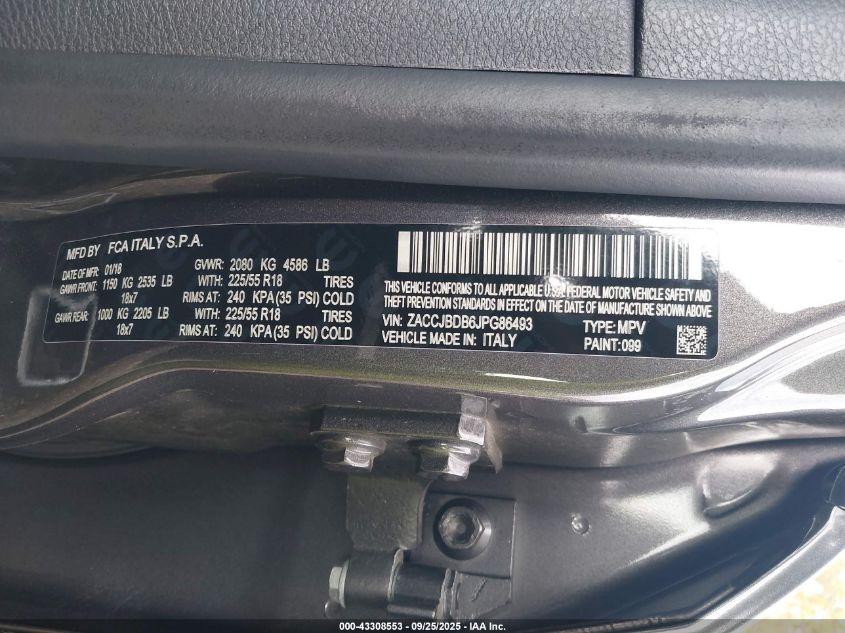 MFD BY FCA ITALY S.P.A.
DATE OF MFR 01/18 GVWR: 2080 KG 4586 LB
GAWR FRONT: 1150 KG 2535 LB WITH: 225/55 R18 TIRES
18x7 RIMS AT: 240 KPA(35 PSI) COLD
GAWR REAR: 1000 KG 2205 LB WITH: 225/55 R18 TIRES
18x7 RIMS AT: 240 KPA(35 PSI) COLD
THIS VEHICLE CONFORMS TO ALL APPLICABLE U.S.A. FEDERAL MOTOR VEHICLE SAFETY AND
THEFT PREVENTION STANDARDS IN EFFECT ON THE DATE OF MANUFACTURE SHOWN ABOVE
VIN: ZACCJBDB6JPG86493 TYPE: MPV
VEHICLE MADE IN: ITALY PAINT: 099
000-43308553 — 09/25/2025 — IAA Inc.